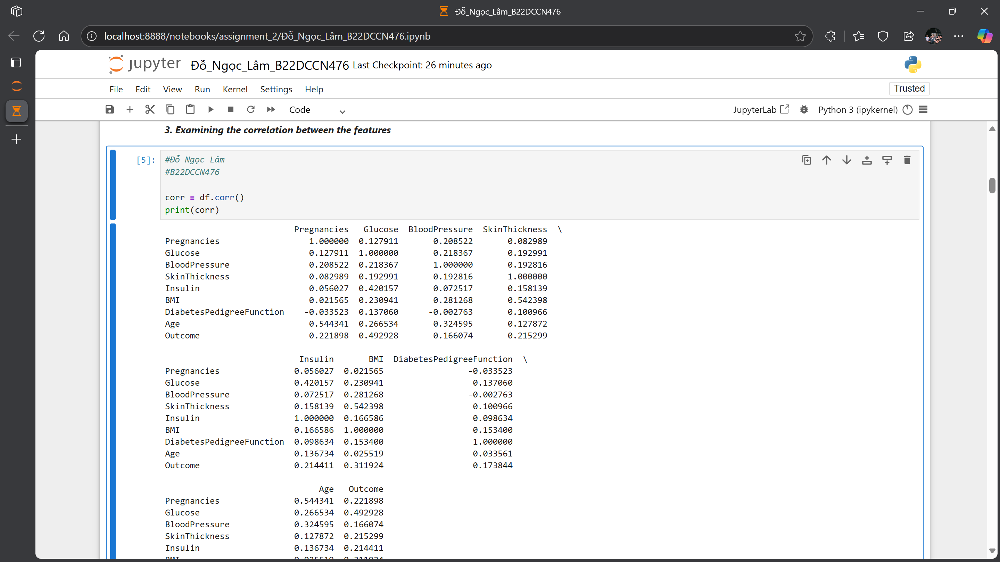 Đỗ_Ngọc_Lâm_B22DCCN476
localhost:8888/notebooks/assignment_2/Đỗ_Ngọc_Lâm_B22DCCN476.ipynb
jupyter Đỗ_Ngọc_Lâm_B22DCCN476 Last Checkpoint: 26 minutes ago
File Edit View Run Kernel Settings Help Trusted
Code JupyterLab Python 3 (ipykernel)
3. Examining the correlation between the features
[5]: #Đỗ Ngọc Lâm
#B22DCCN476
corr = df.corr()
print(corr)
Pregnancies Glucose BloodPressure SkinThickness \
Pregnancies 1.000000 0.127911 0.208522 0.082989
Glucose 0.127911 1.000000 0.218367 0.192991
BloodPressure 0.208522 0.218367 1.000000 0.192816
SkinThickness 0.082989 0.192991 0.192816 1.000000
Insulin 0.056027 0.420157 0.072517 0.158139
BMI 0.021565 0.230941 0.281268 0.542398
DiabetesPedigreeFunction -0.033523 0.137060 -0.002763 0.100966
Age 0.544341 0.266534 0.324595 0.127872
Outcome 0.221898 0.492928 0.166074 0.215299
Insulin BMI DiabetesPedigreeFunction \
Pregnancies 0.056027 0.021565 -0.033523
Glucose 0.420157 0.230941 0.137060
BloodPressure 0.072517 0.281268 -0.002763
SkinThickness 0.158139 0.542398 0.100966
Insulin 1.000000 0.166586 0.098634
BMI 0.166586 1.000000 0.153400
DiabetesPedigreeFunction 0.098634 0.153400 1.000000
Age 0.136734 0.025519 0.033561
Outcome 0.214411 0.311924 0.173844
Age Outcome
Pregnancies 0.544341 0.221898
Glucose 0.266534 0.492928
BloodPressure 0.324595 0.166074
SkinThickness 0.127872 0.215299
Insulin 0.136734 0.214411
BMI 0.025519 0.311924